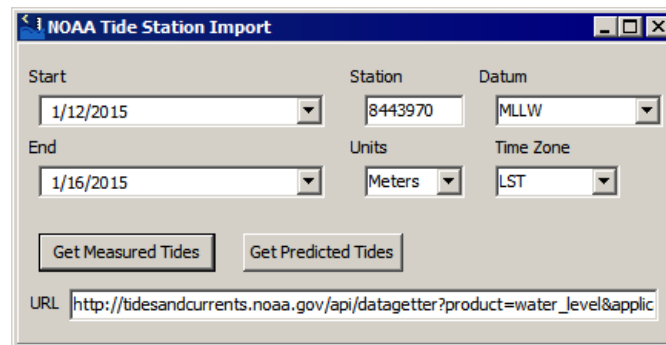 NOAA Tide Station Import
Start Station Datum
1/12/2015 8443970 MLLW
End Units Time Zone
1/16/2015 Meters LST
Get Measured Tides Get Predicted Tides
URL http://tidesandcurrents.noaa.gov/api/datagetter?product=water_level&applic